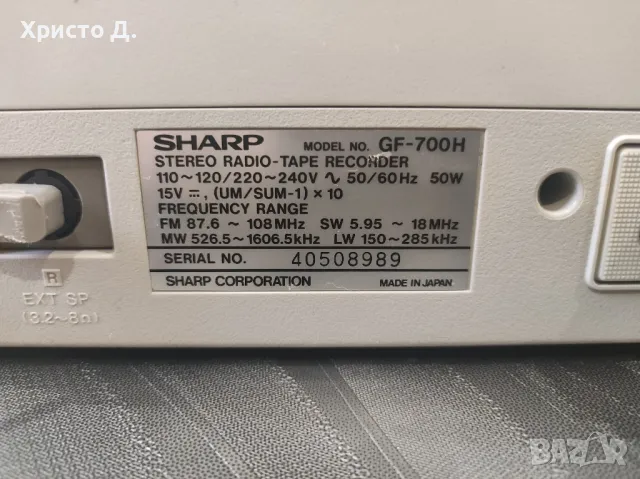 Христо Д.
SHARP MODEL NO. GF-700H
STEREO RADIO-TAPE RECORDER
110~120/220~240V ∿ 50/60Hz 50W
15V ⎓, (UM/SUM-1) × 10
FREQUENCY RANGE
FM 87.6 ~ 108MHz SW 5.95 ~ 18MHz
MW 526.5~1606.5kHz LW 150~285kHz
SERIAL NO. 40508989
SHARP CORPORATION MADE IN JAPAN
R
EXT SP
(3.2~8Ω)
BAZAR